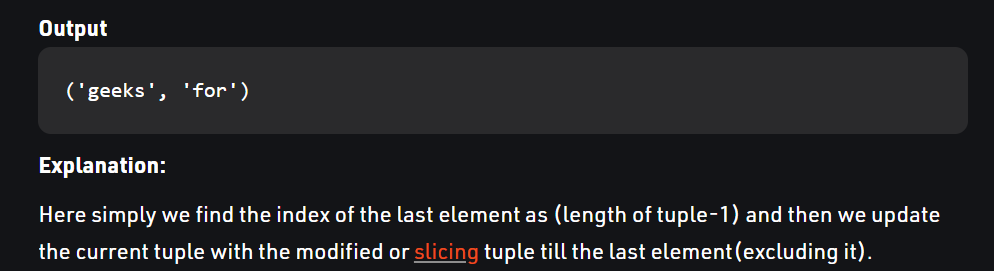 Output
('geeks', 'for')
Explanation:
Here simply we find the index of the last element as (length of tuple-1) and then we update
the current tuple with the modified or slicing tuple till the last element(excluding it).